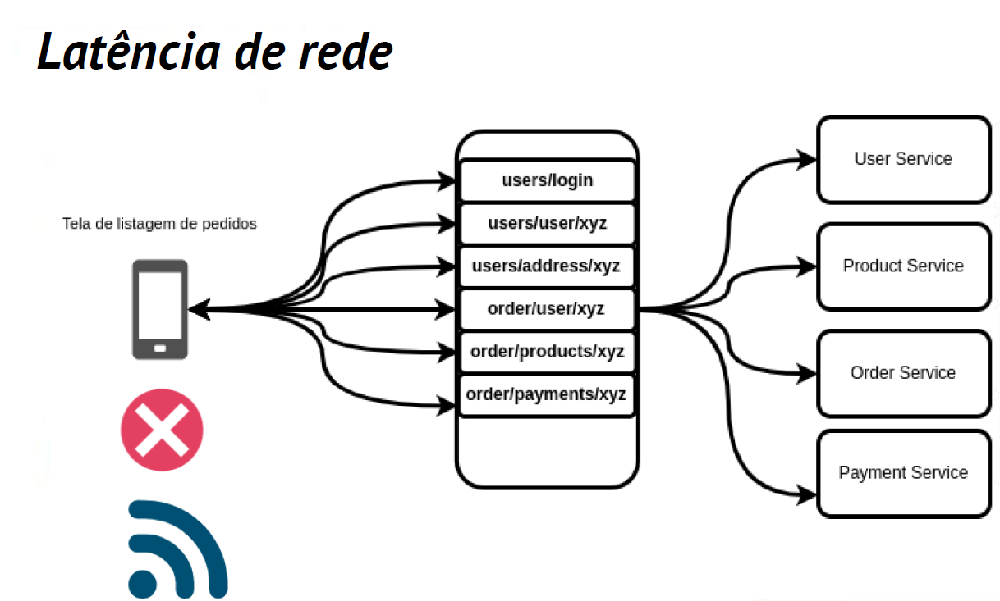 Latência de rede
Tela de listagem de pedidos
users/login
users/user/xyz
users/address/xyz
order/user/xyz
order/products/xyz
order/payments/xyz
User Service
Product Service
Order Service
Payment Service